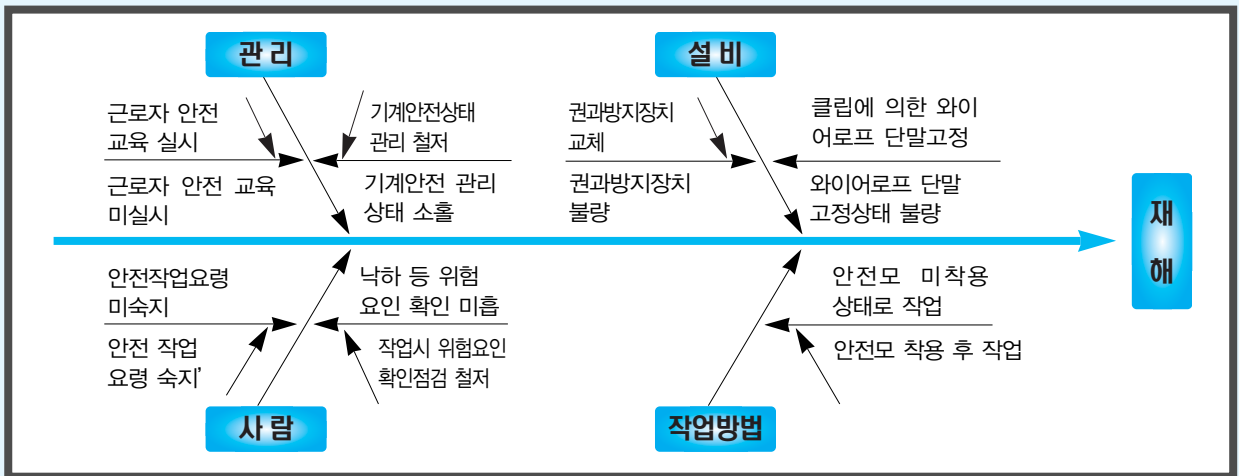 관 리
근로자 안전
교육 실시
기계안전상태
관리 철저
근로자 안전 교육
미실시
기계안전 관리
상태 소홀
설 비
권과방지장치
교체
클립에 의한 와이
어로프 단말고정
권과방지장치
불량
와이어로프 단말
고정상태 불량
재
해
안전작업요령
미숙지
낙하 등 위험
요인 확인 미흡
안전 작업
요령 숙지’
작업시 위험요인
확인점검 철저
사 람
안전모 미착용
상태로 작업
안전모 착용 후 작업
작업방법